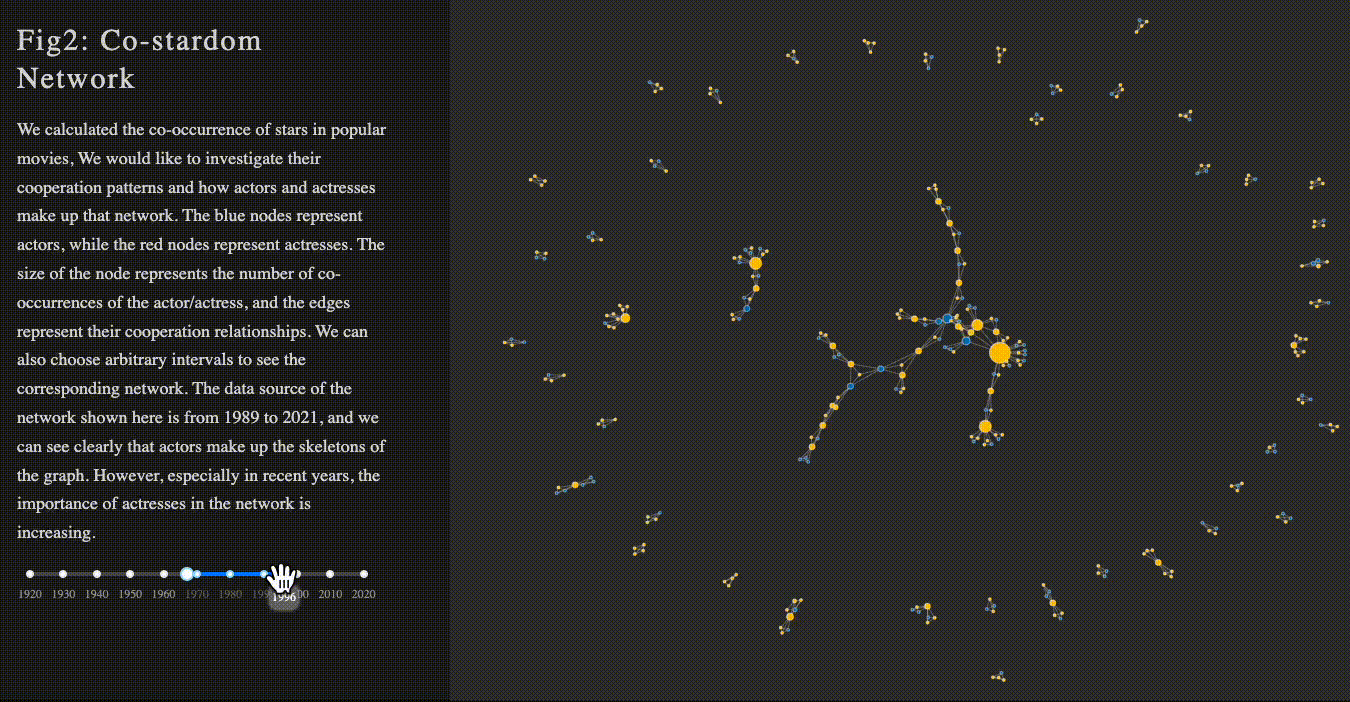 Fig2: Co-stardom
Network
We calculated the co-occurrence of stars in popular
movies, We would like to investigate their
cooperation patterns and how actors and actresses
make up that network. The blue nodes represent
actors, while the red nodes represent actresses. The
size of the node represents the number of co-
occurrences of the actor/actress, and the edges
represent their cooperation relationships. We can
also choose arbitrary intervals to see the
corresponding network. The data source of the
network shown here is from 1989 to 2021, and we
can see clearly that actors make up the skeletons of
the graph. However, especially in recent years, the
importance of actresses in the network is
increasing.
1920 1930 1940 1950 1960 1970 1980 2010 2020
1996